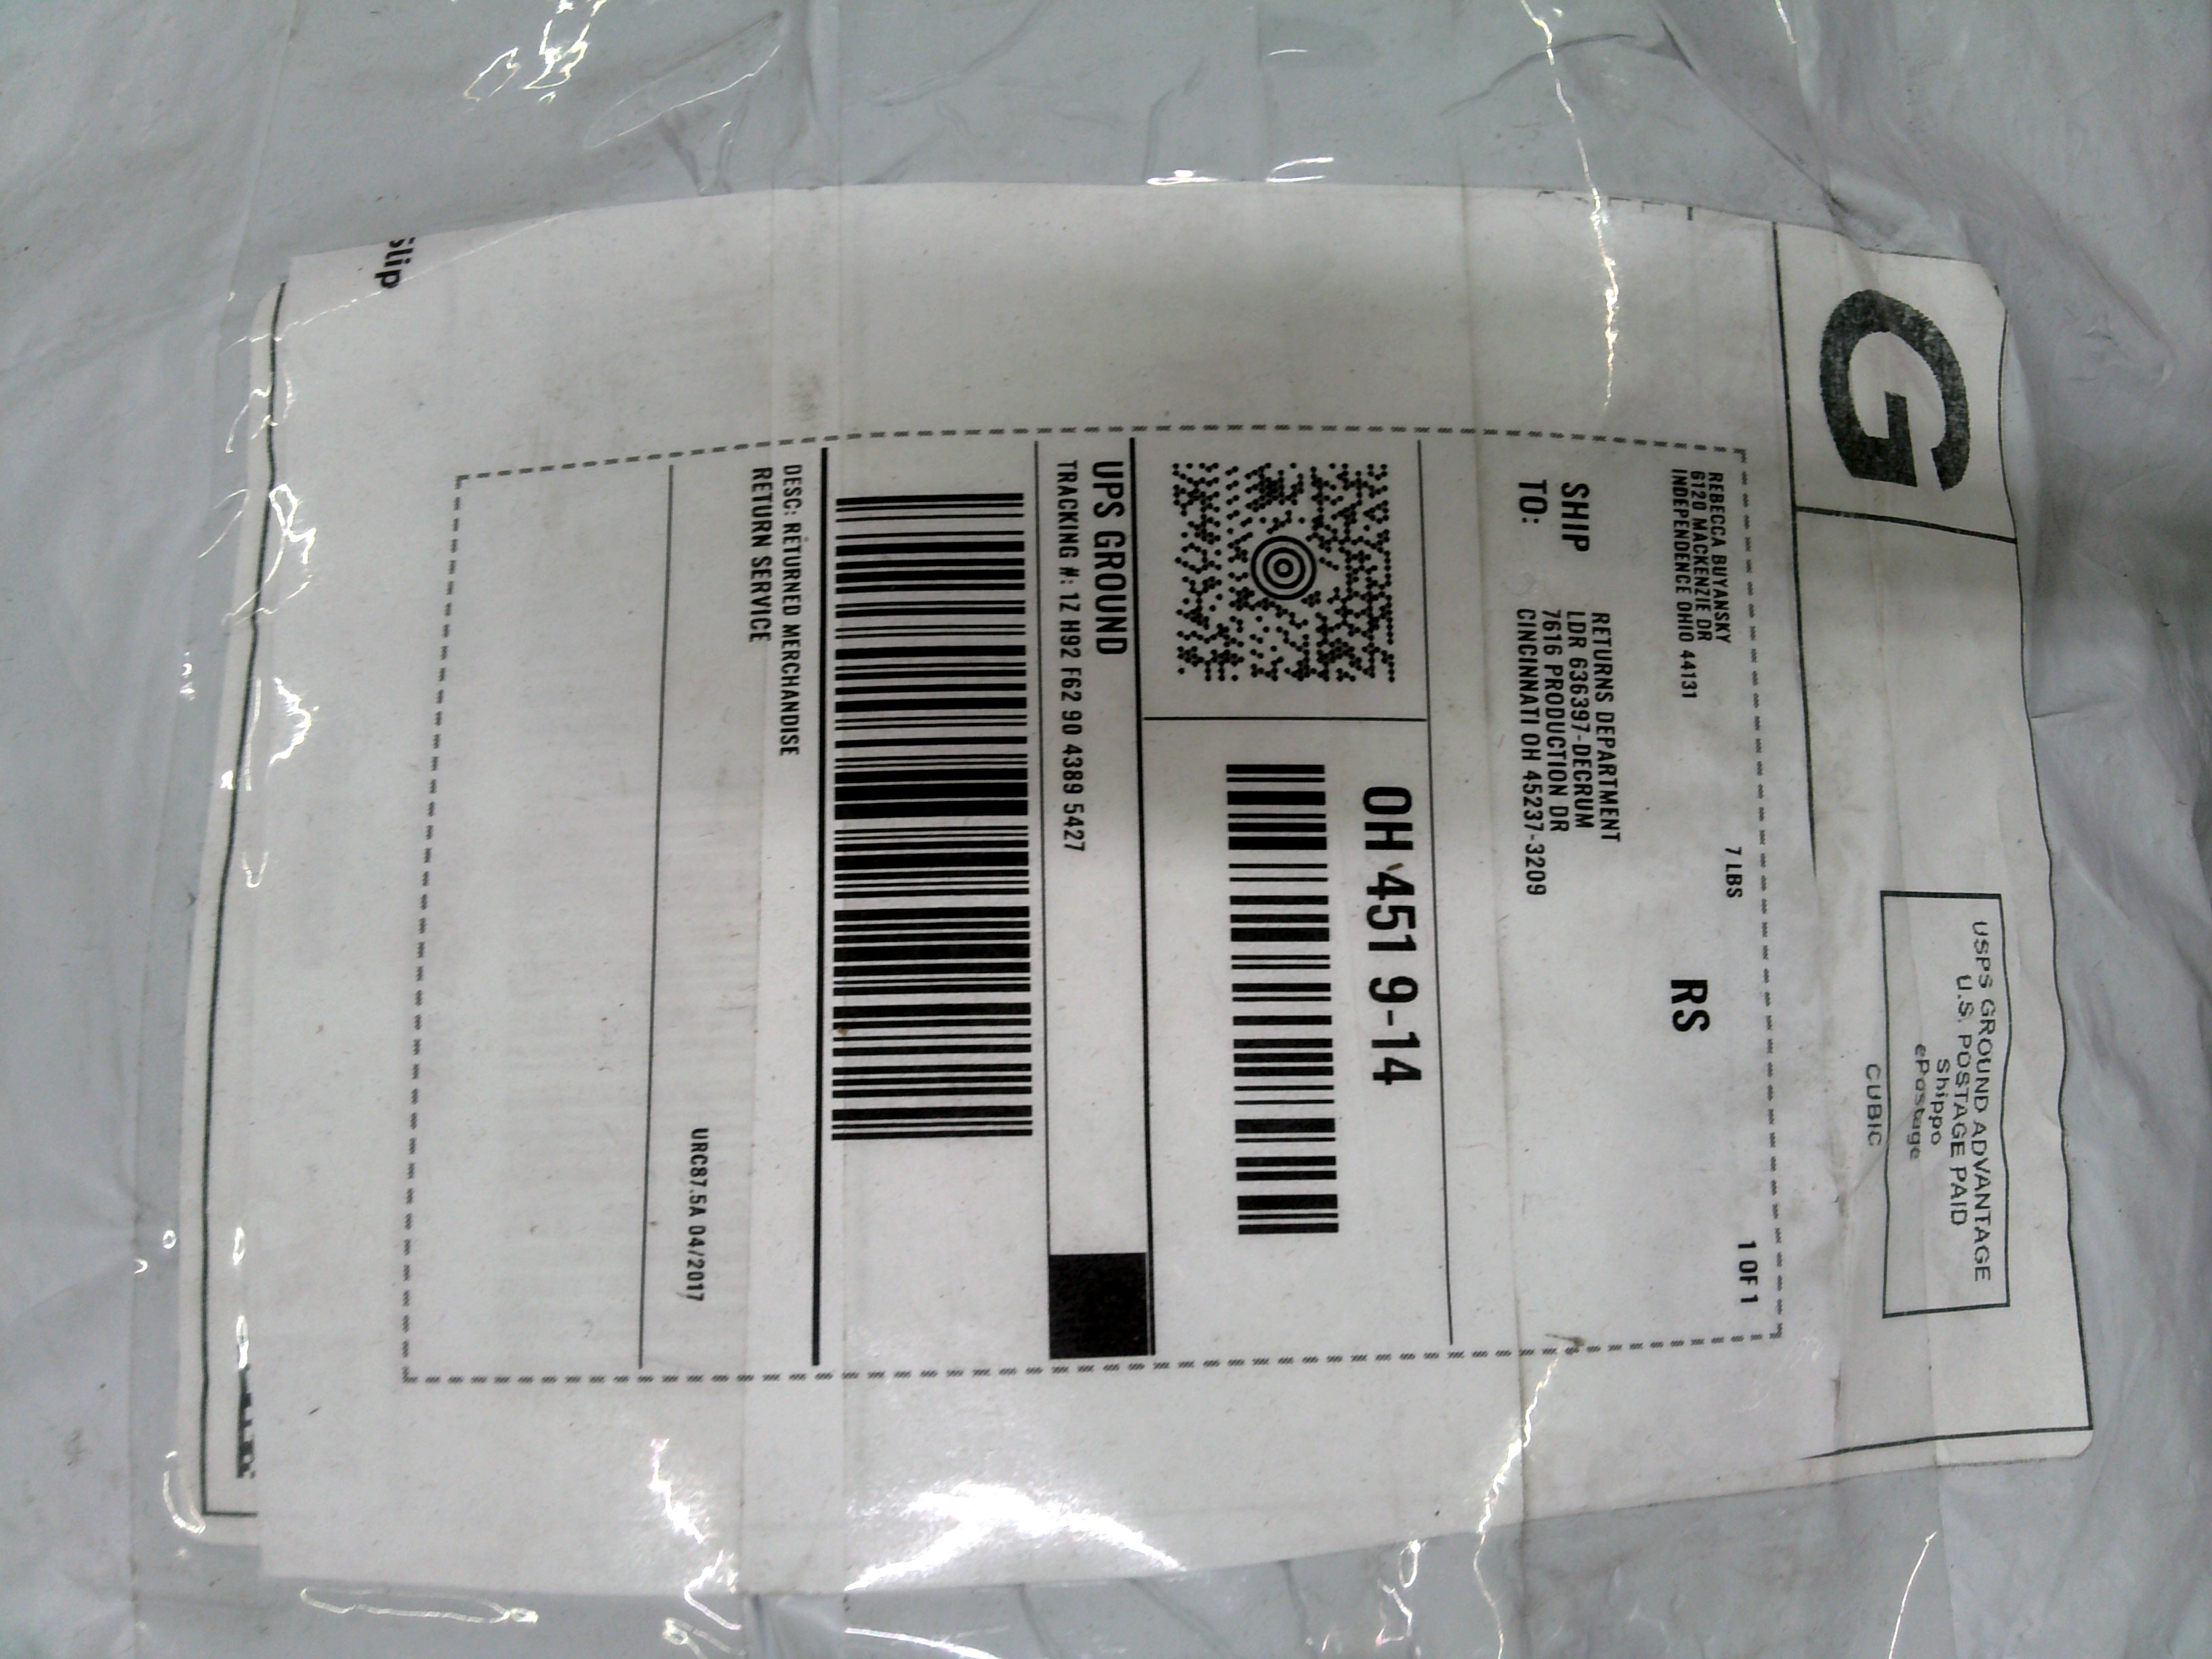 G
USPS GROUND ADVANTAGE
U.S. POSTAGE PAID
Shippo
ePostage
CUBIC
REBECCA BUYANSKY
6120 MACKENZIE DR
INDEPENDENCE OHIO 44131
7 LBS
1 OF 1
RS
SHIP
TO:
RETURNS DEPARTMENT
LDR 636397-DECRUM
7616 PRODUCTION DR
CINCINNATI OH 45237-3209
OH 451 9-14
UPS GROUND
TRACKING #: 1Z H92 F62 90 4389 5427
DESC: RETURNED MERCHANDISE
RETURN SERVICE
URC87.5A 04/2017
slip